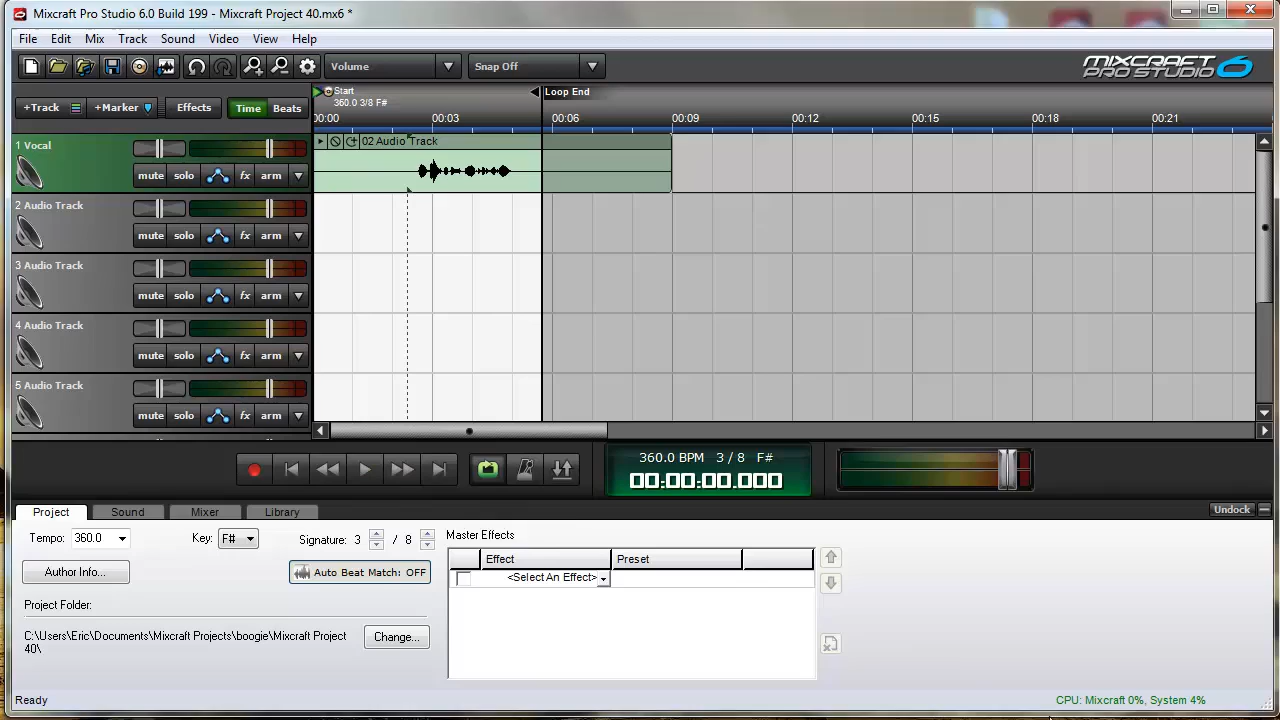 Mixcraft Pro Studio 6.0 Build 199 - Mixcraft Project 40.mx6 *
File Edit Mix Track Sound Video View Help
Volume Snap Off MIXCRAFT PRO STUDIO 6
+Track +Marker Effects Time Beats
Start
360.0 3/8 F#
Loop End
00:00 00:03 00:06 00:09 00:12 00:15 00:18 00:21
1 Vocal
02 Audio Track
mute solo fx arm
2 Audio Track
mute solo fx arm
3 Audio Track
mute solo fx arm
4 Audio Track
mute solo fx arm
5 Audio Track
mute solo fx arm
360.0 BPM 3 / 8 F#
00:00:00.000
Project Sound Mixer Library Undock
Tempo: 360.0 Key: F# Signature: 3 / 8
Master Effects
Effect Preset
<Select An Effect>
Author Info... Auto Beat Match: OFF
Project Folder:
C:\Users\Eric\Documents\Mixcraft Projects\boogie\Mixcraft Project
40\
Change...
Ready
CPU: Mixcraft 0%, System 4%